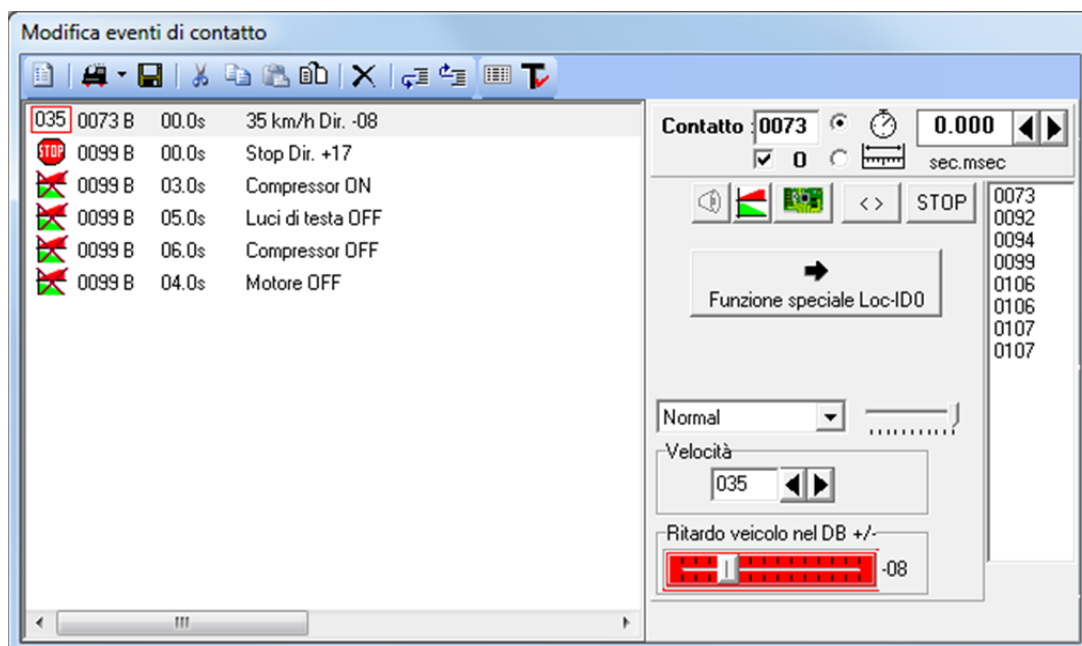 Modifica eventi di contatto
035 0073 B 00.0s 35 km/h Dir. -08
STOP 0099 B 00.0s Stop Dir. +17
0099 B 03.0s Compressor ON
0099 B 05.0s Luci di testa OFF
0099 B 06.0s Compressor OFF
0099 B 04.0s Motore OFF
Contatto : 0073 0.000
0 sec.msec
< > STOP
Funzione speciale Loc-ID0
0073
0092
0094
0099
0106
0106
0107
0107
Normal
Velocità
035
Ritardo veicolo nel DB +/-
-08